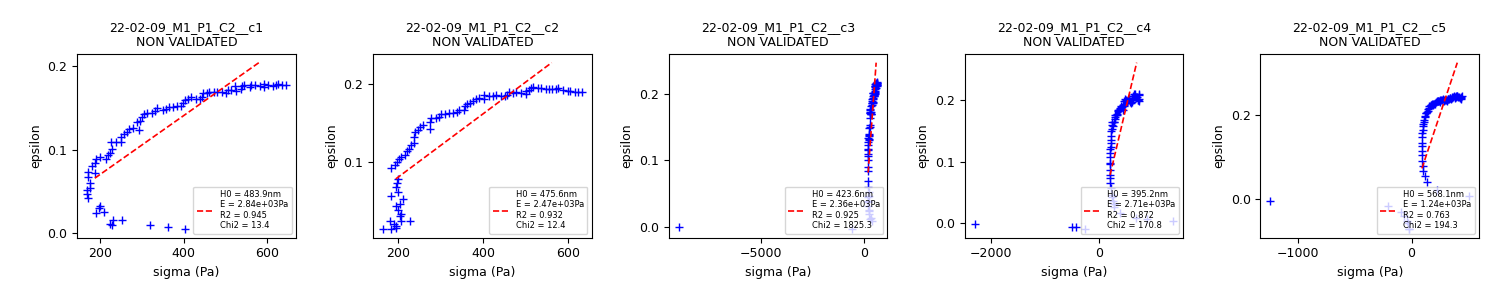 22-02-09_M1_P1_C2__c1
NON VALIDATED
epsilon
0.2
0.1
0.0
H0 = 483.9nm
E = 2.84e+03Pa
R2 = 0.945
Chi2 = 13.4
200
400
600
sigma (Pa)
22-02-09_M1_P1_C2__c2
NON VALIDATED
epsilon
0.2
0.1
H0 = 475.6nm
E = 2.47e+03Pa
R2 = 0.932
Chi2 = 12.4
200
400
600
sigma (Pa)
22-02-09_M1_P1_C2__c3
NON VALIDATED
epsilon
0.2
0.1
0.0
H0 = 423.6nm
E = 2.36e+03Pa
R2 = 0.925
Chi2 = 1825.3
−5000
0
sigma (Pa)
22-02-09_M1_P1_C2__c4
NON VALIDATED
epsilon
0.2
0.1
0.0
H0 = 395.2nm
E = 2.71e+03Pa
R2 = 0.872
Chi2 = 170.8
−2000
0
sigma (Pa)
22-02-09_M1_P1_C2__c5
NON VALIDATED
epsilon
0.2
0.0
H0 = 568.1nm
E = 1.24e+03Pa
R2 = 0.763
Chi2 = 194.3
−1000
0
sigma (Pa)